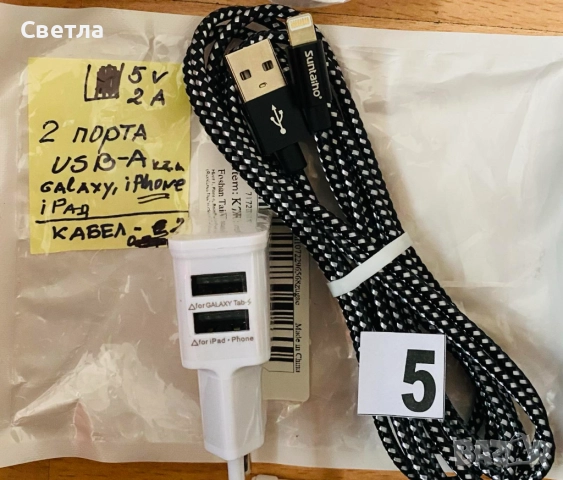 Светла
5V
2A
2 ПОРТА
USB-A
GALAXY, iPhone
iPAD
КАБЕЛ -
Suntaiho
Made in China
△for GALAXY Tab-S
△for iPad - Phone
5